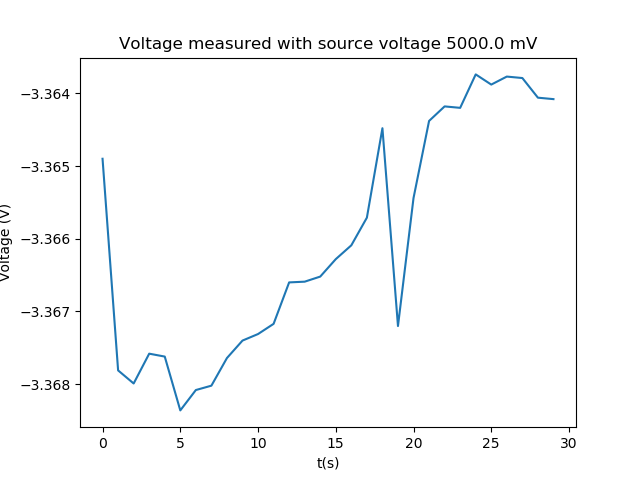 Voltage measured with source voltage 5000.0 mV
−3.364
−3.365
−3.366
−3.367
−3.368
Voltage (V)
0 5 10 15 20 25 30
t(s)